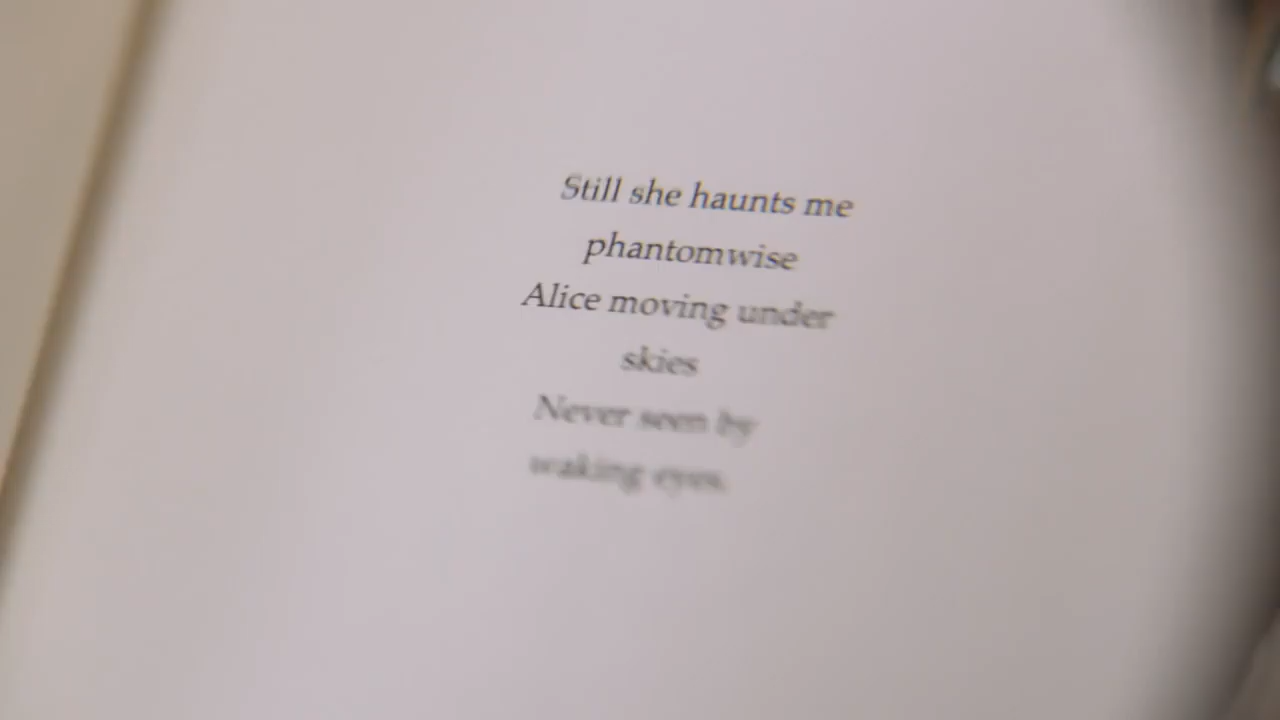 Still she haunts me
phantomwise
Alice moving under
skies
Never seen by
waking eyes.